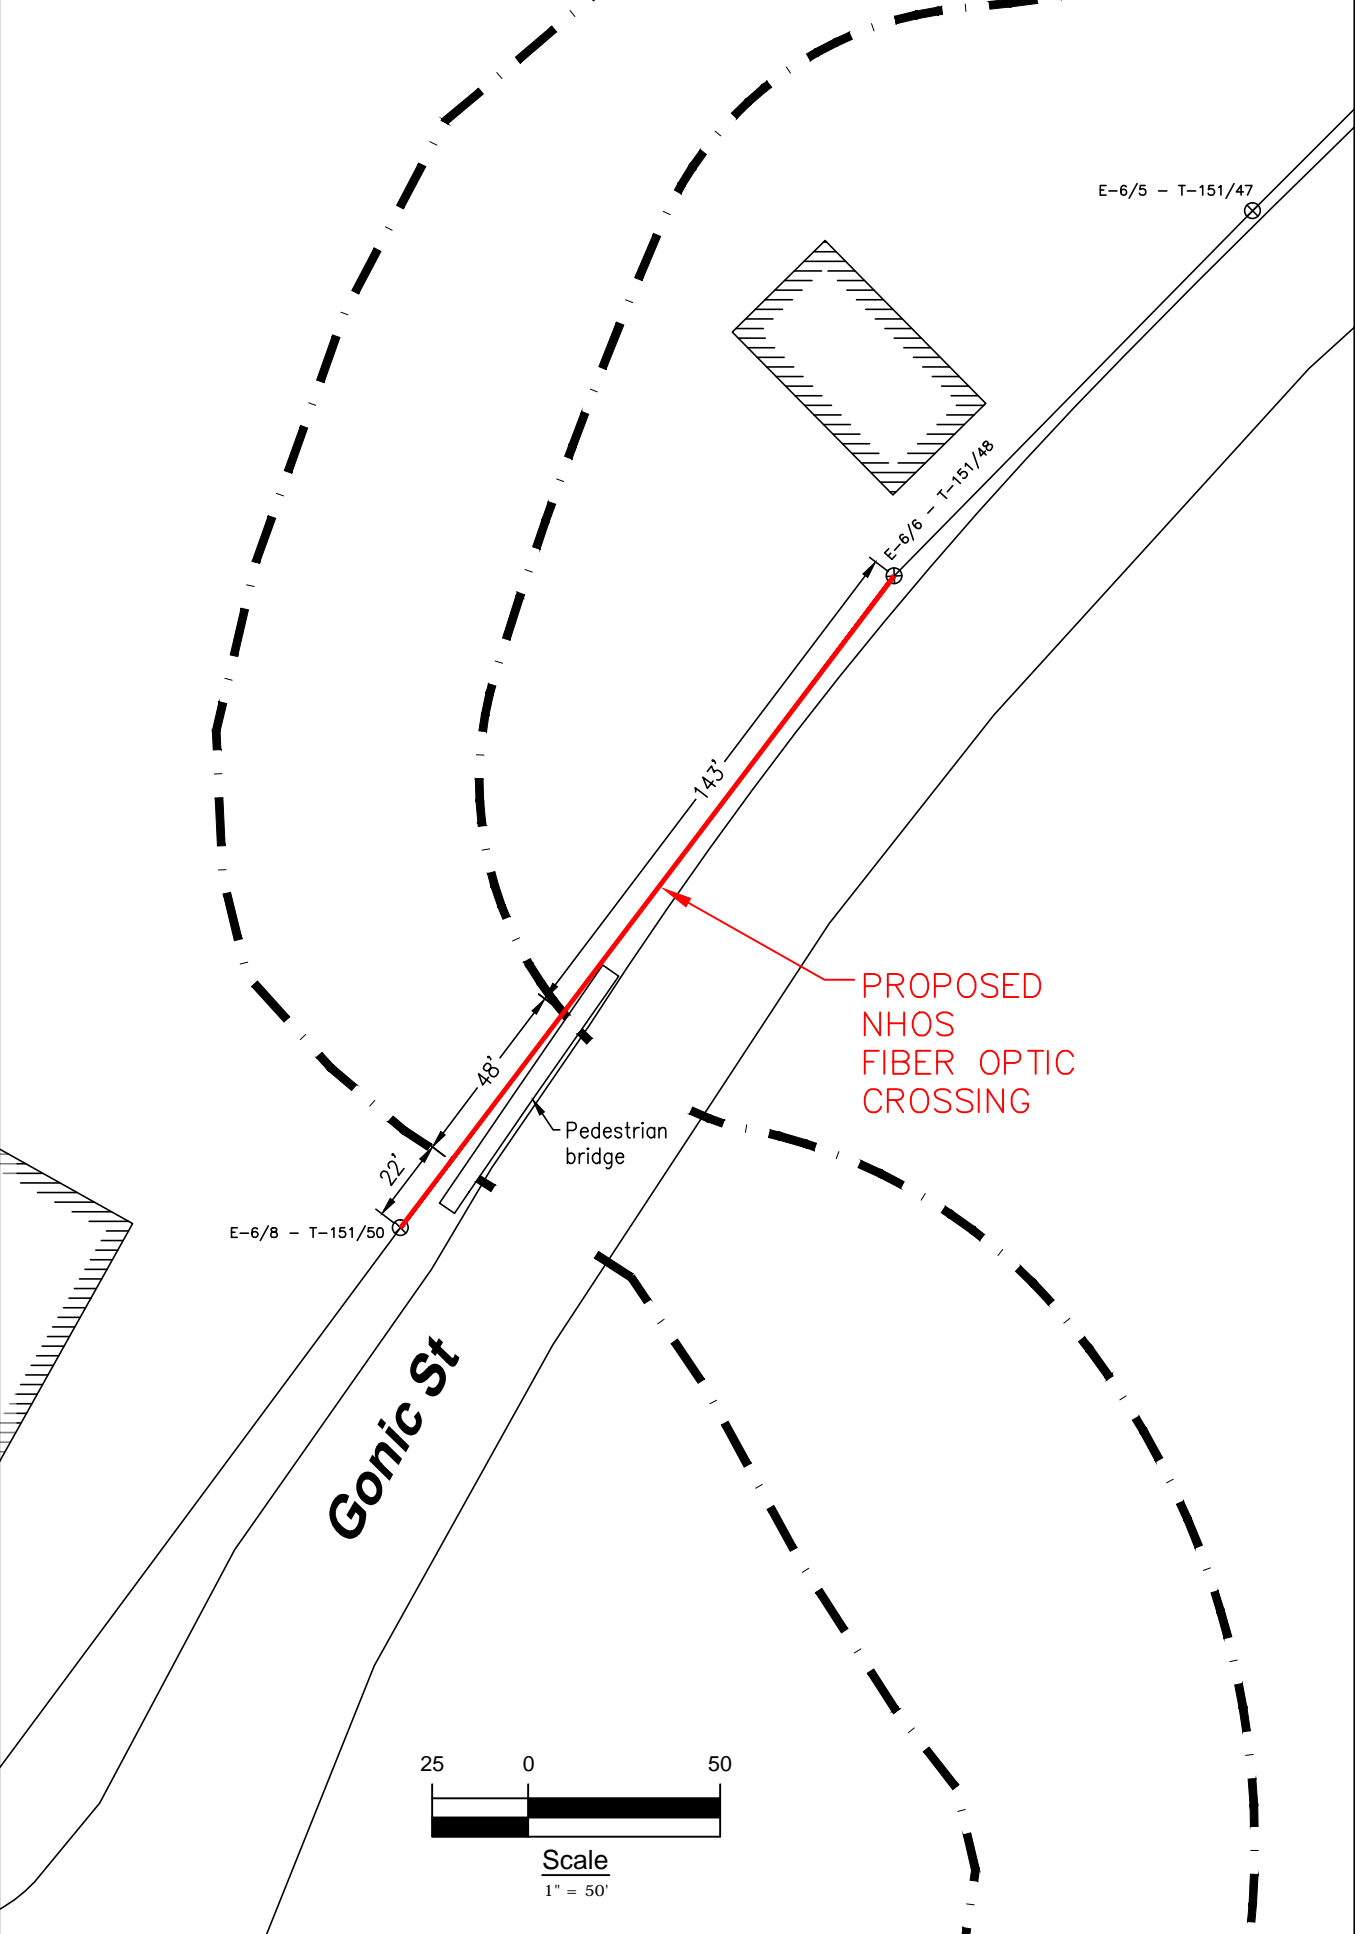 E-6/5 - T-151/47
E-6/6 - T-151/48
143'
PROPOSED
NHOS
FIBER OPTIC
CROSSING
48'
Pedestrian
bridge
22'
E-6/8 - T-151/50
Gonic St
25 0 50
Scale
1" = 50'